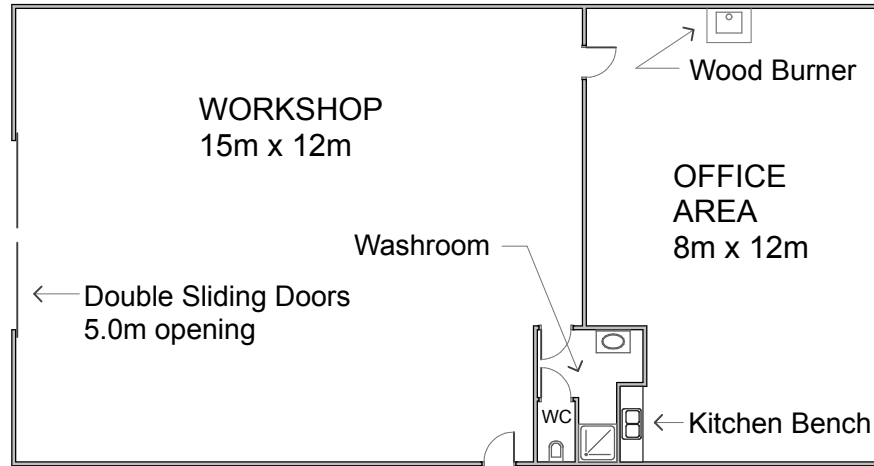 WORKSHOP
15m x 12m
Wood Burner
OFFICE
AREA
8m x 12m
Washroom
Double Sliding Doors
5.0m opening
WC
Kitchen Bench